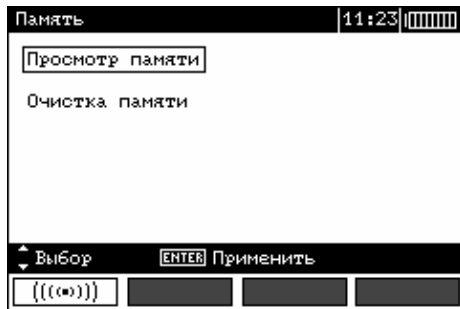 Память 11:23
Просмотр памяти
Очистка памяти
Выбор ENTER Применить